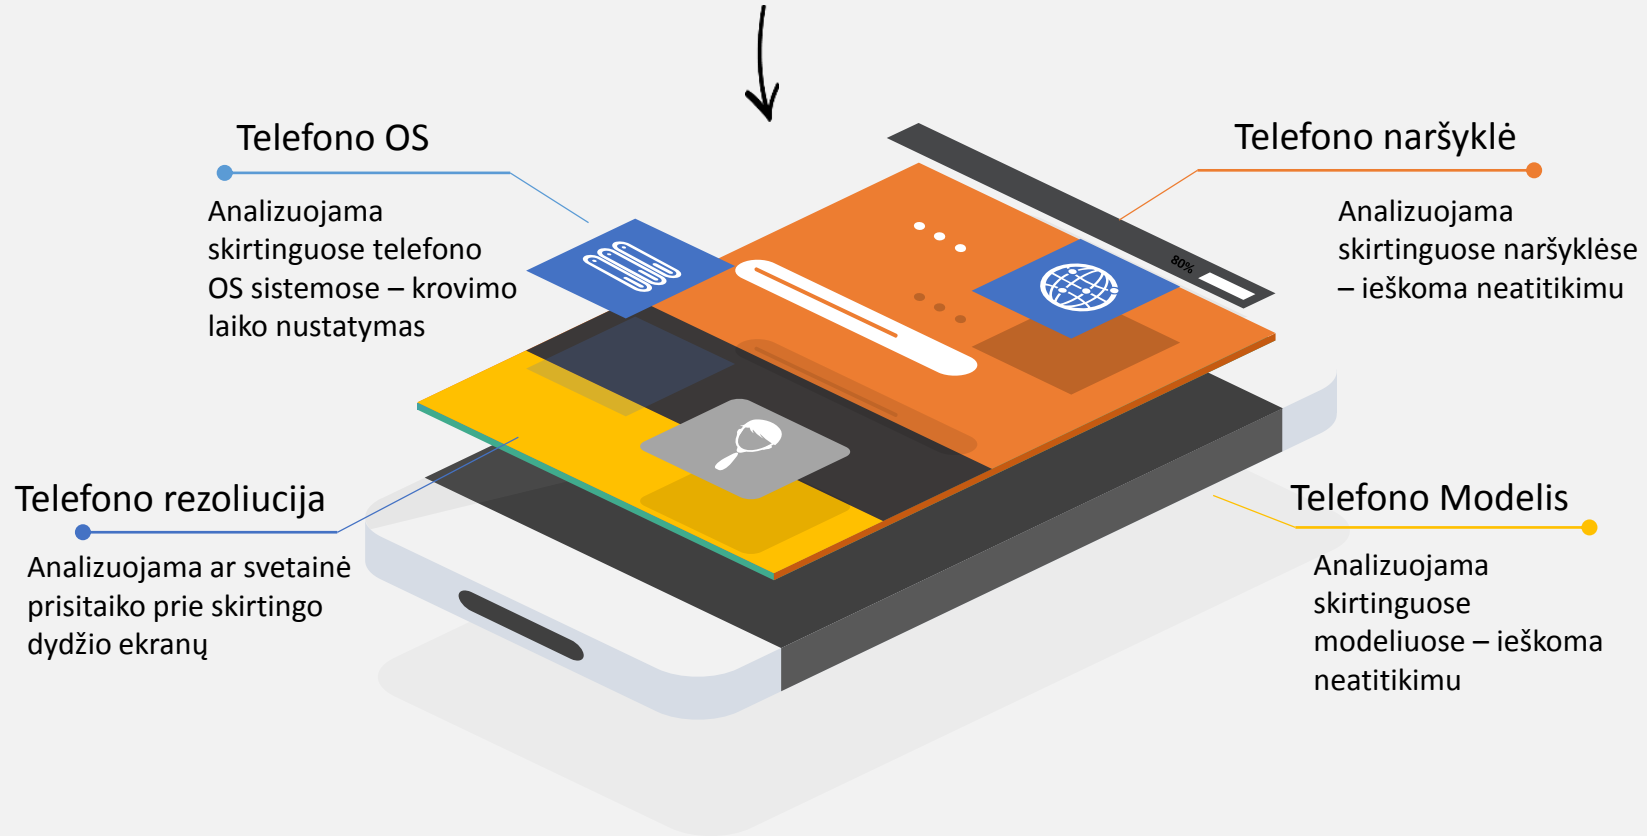 Telefono OS
Analizuojama
skirtinguose telefono
OS sistemose – krovimo
laiko nustatymas
Telefono naršyklė
Analizuojama
skirtinguose naršyklėse
– ieškoma neatitikimu
80%
Telefono rezoliucija
Analizuojama ar svetainė
prisitaiko prie skirtingo
dydžio ekranų
Telefono Modelis
Analizuojama
skirtinguose
modeliuose – ieškoma
neatitikimu